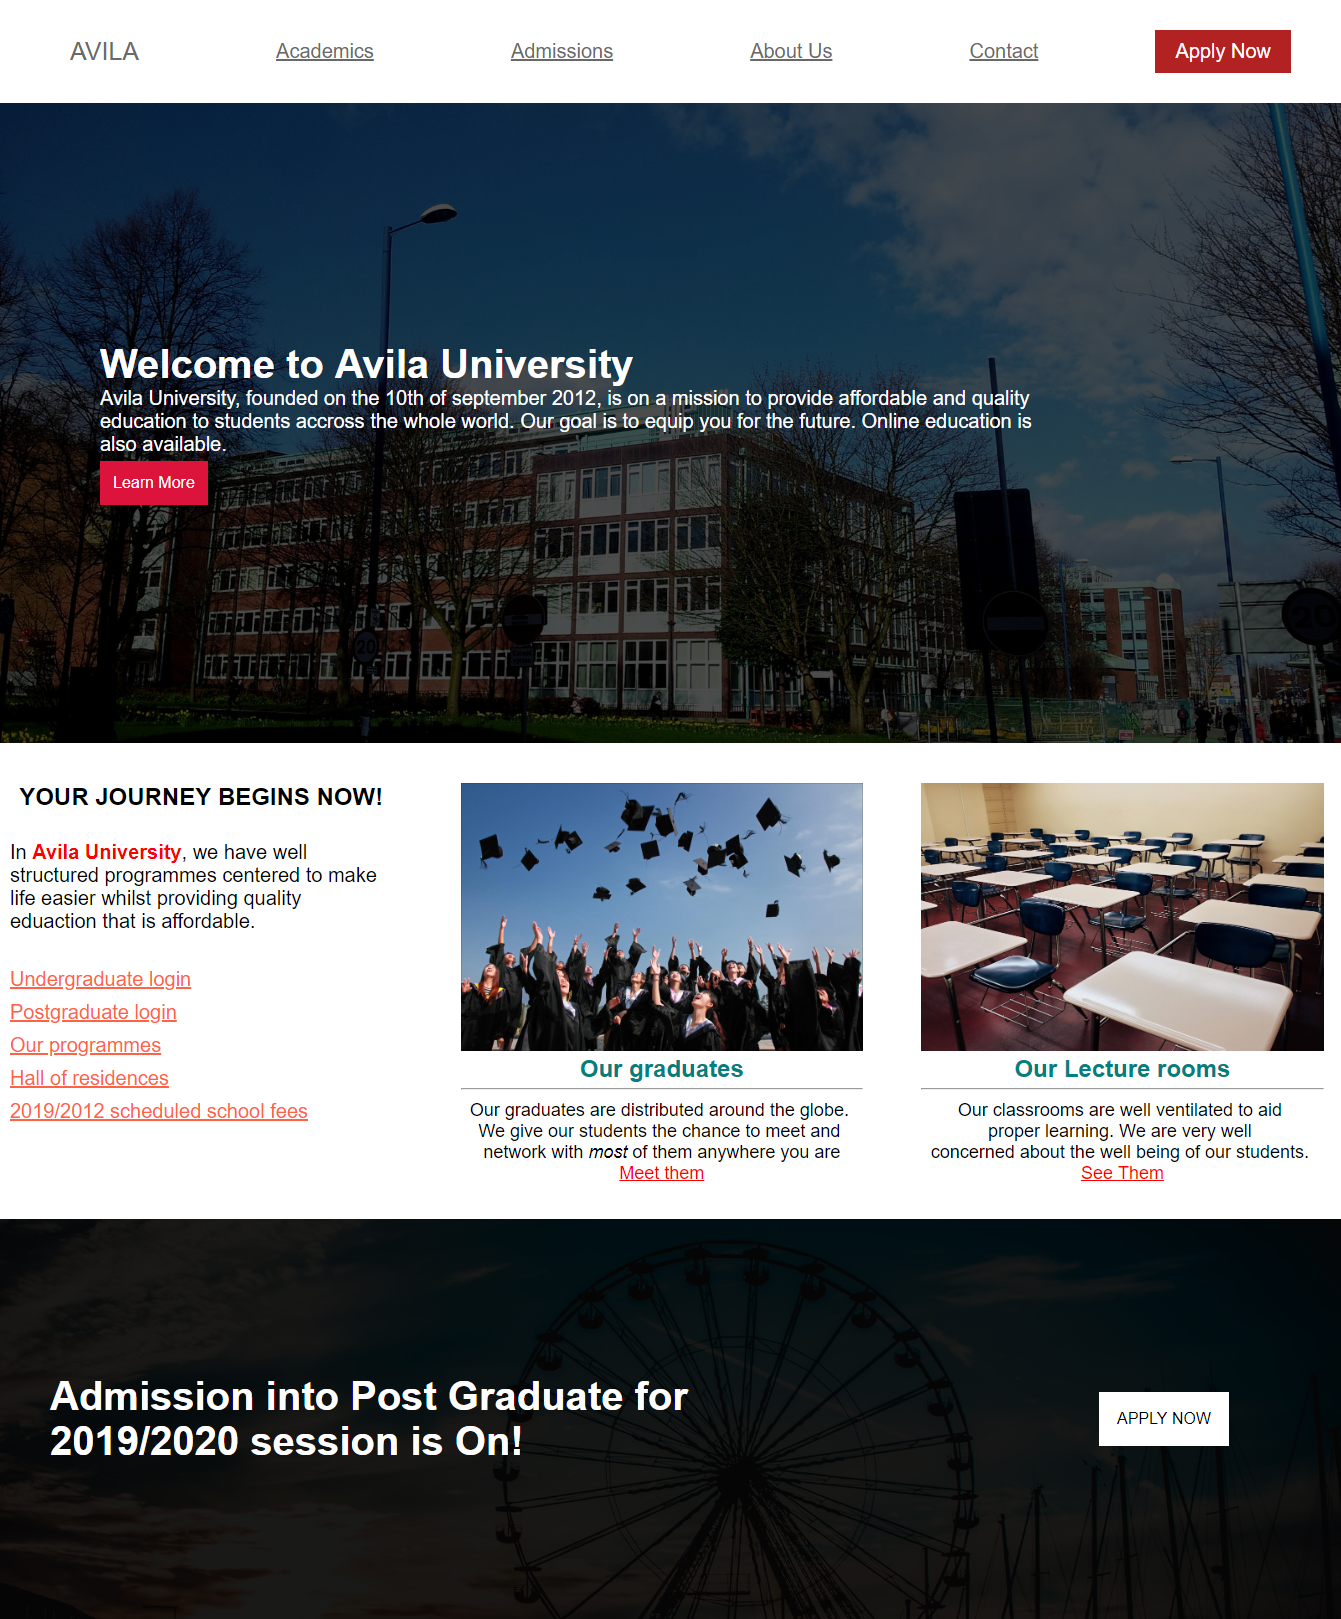 AVILA
Academics
Admissions
About Us
Contact
Apply Now
Welcome to Avila University
Avila University, founded on the 10th of september 2012, is on a mission to provide affordable and quality
education to students accross the whole world. Our goal is to equip you for the future. Online education is
also available.
Learn More
20
20
YOUR JOURNEY BEGINS NOW!
In Avila University, we have well
structured programmes centered to make
life easier whilst providing quality
eduaction that is affordable.
Undergraduate login
Postgraduate login
Our programmes
Hall of residences
2019/2012 scheduled school fees
Our graduates
Our graduates are distributed around the globe.
We give our students the chance to meet and
network with most of them anywhere you are
Meet them
Our Lecture rooms
Our classrooms are well ventilated to aid
proper learning. We are very well
concerned about the well being of our students.
See Them
Admission into Post Graduate for
2019/2020 session is On!
APPLY NOW